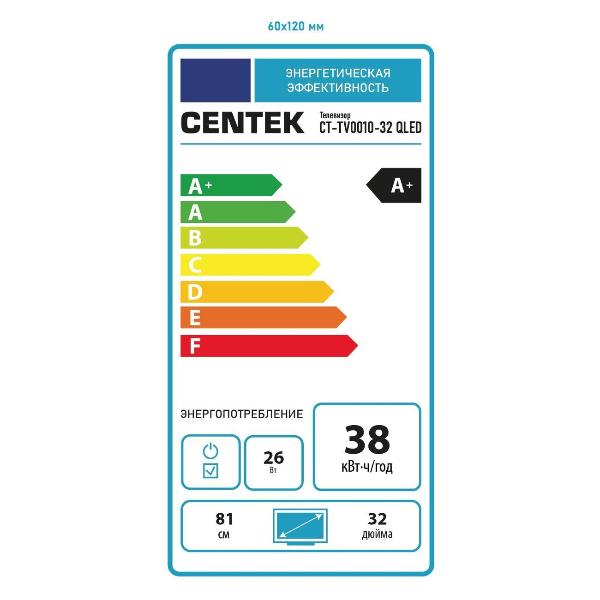 60x120 мм
ЭНЕРГЕТИЧЕСКАЯ
ЭФФЕКТИВНОСТЬ
CENTEK
Телевизор
CT-TV0010-32 QLED
A+
A+
A
B
C
D
E
F
ЭНЕРГОПОТРЕБЛЕНИЕ
26
Вт
38
кВт·ч/год
81
см
32
дюйма